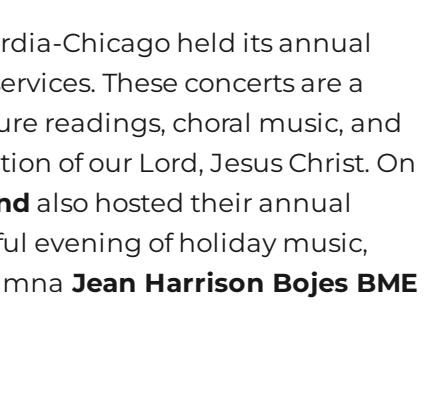 rdia-Chicago held its annual
ervices. These concerts are a
ure readings, choral music, and
tion of our Lord, Jesus Christ. On
nd also hosted their annual
ful evening of holiday music,
mna Jean Harrison Bojes BME